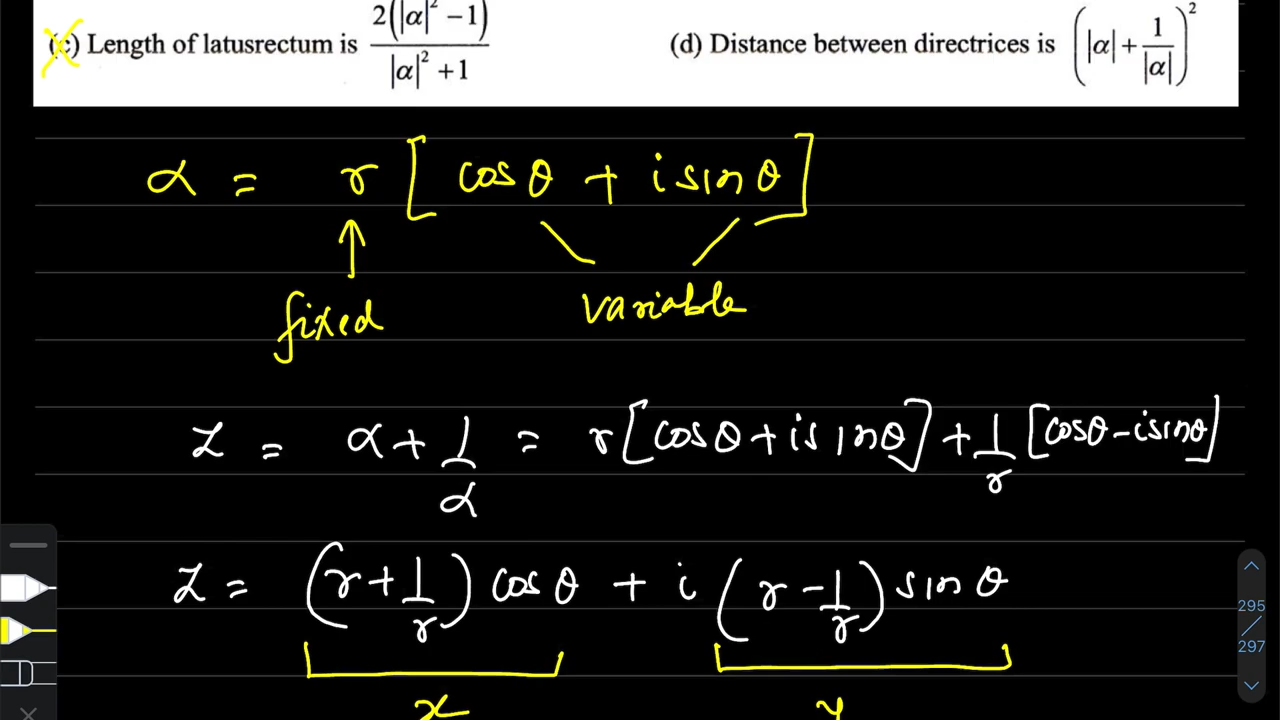 (c) Length of latusrectum is 2(|α|² −1) / |α|² +1 (d) Distance between directrices is (|α| + 1/|α|)²
α = r [ cos θ + i sin θ ]
fixed variable
z = α + 1/α = r [cos θ + i sin θ] + 1/r [cos θ − i sin θ]
z = (r + 1/r) cos θ + i (r − 1/r) sin θ
x y
295
/
297